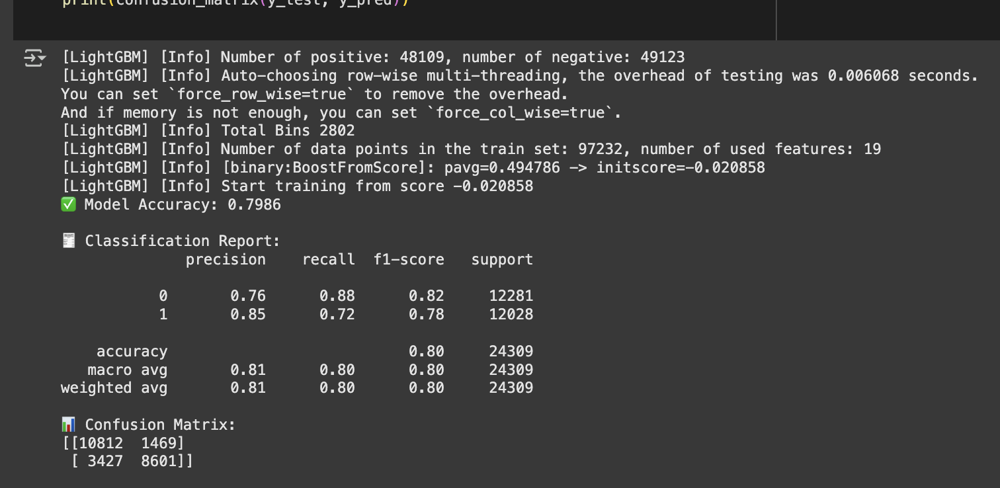 print(confusion_matrix(y_test, y_pred))
[LightGBM] [Info] Number of positive: 48109, number of negative: 49123
[LightGBM] [Info] Auto-choosing row-wise multi-threading, the overhead of testing was 0.006068 seconds.
You can set `force_row_wise=true` to remove the overhead.
And if memory is not enough, you can set `force_col_wise=true`.
[LightGBM] [Info] Total Bins 2802
[LightGBM] [Info] Number of data points in the train set: 97232, number of used features: 19
[LightGBM] [Info] [binary:BoostFromScore]: pavg=0.494786 -> initscore=-0.020858
[LightGBM] [Info] Start training from score -0.020858
✅ Model Accuracy: 0.7986
🧾 Classification Report:
precision recall f1-score support
0 0.76 0.88 0.82 12281
1 0.85 0.72 0.78 12028
accuracy 0.80 24309
macro avg 0.81 0.80 0.80 24309
weighted avg 0.81 0.80 0.80 24309
📊 Confusion Matrix:
[[10812 1469]
[ 3427 8601]]